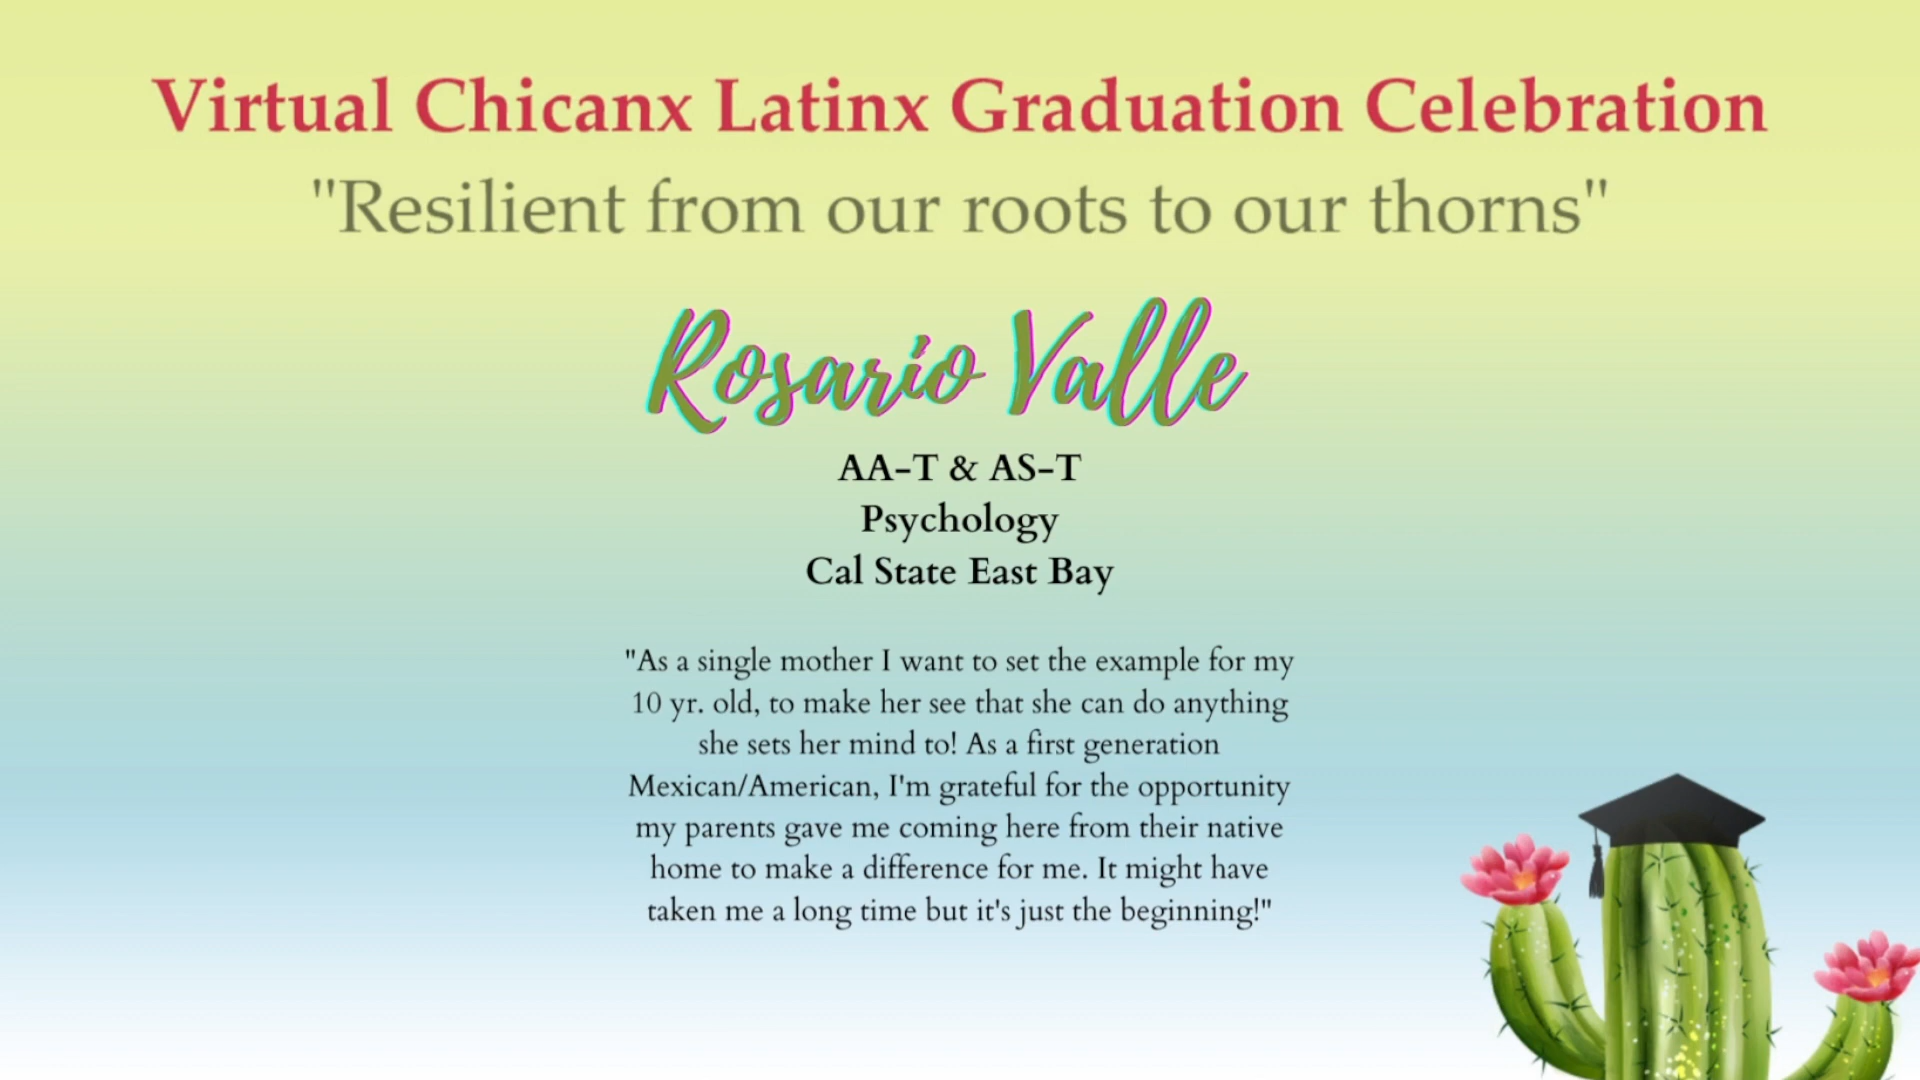 Virtual Chicanx Latinx Graduation Celebration
"Resilient from our roots to our thorns"
Rosario Valle
AA-T & AS-T
Psychology
Cal State East Bay
"As a single mother I want to set the example for my
10 yr. old, to make her see that she can do anything
she sets her mind to! As a first generation
Mexican/American, I'm grateful for the opportunity
my parents gave me coming here from their native
home to make a difference for me. It might have
taken me a long time but it's just the beginning!"